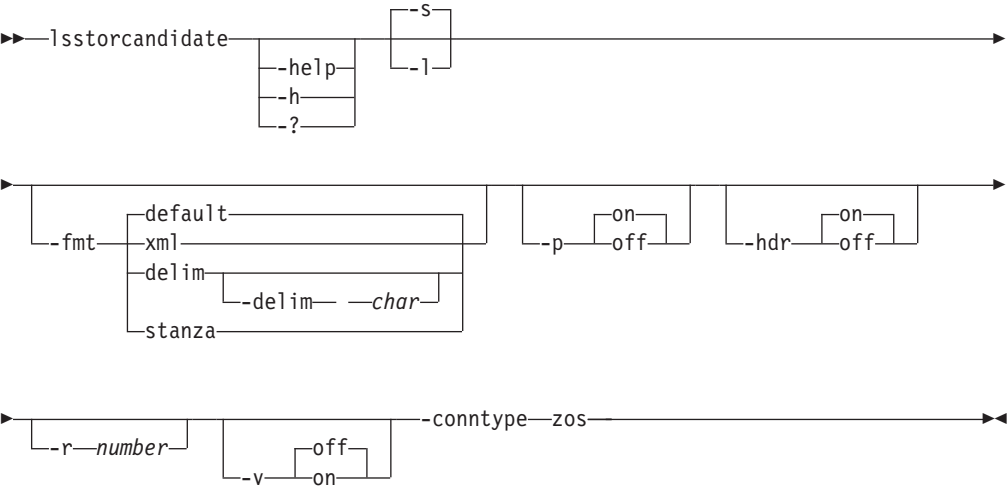 -s
lsstorcandidate
-help
-l
-h
-?
default
on
on
-fmt
xml
-p
off
-hdr
off
delim
-delim char
stanza
-conntype zos
-r number
off
-v
on